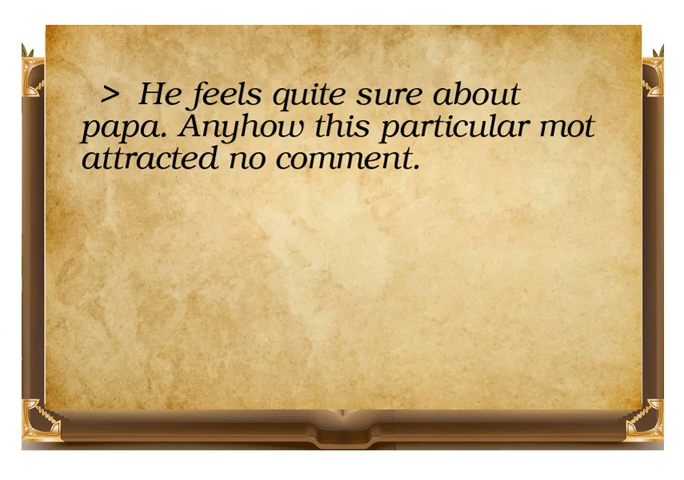 > He feels quite sure about
papa. Anyhow this particular mot
attracted no comment.